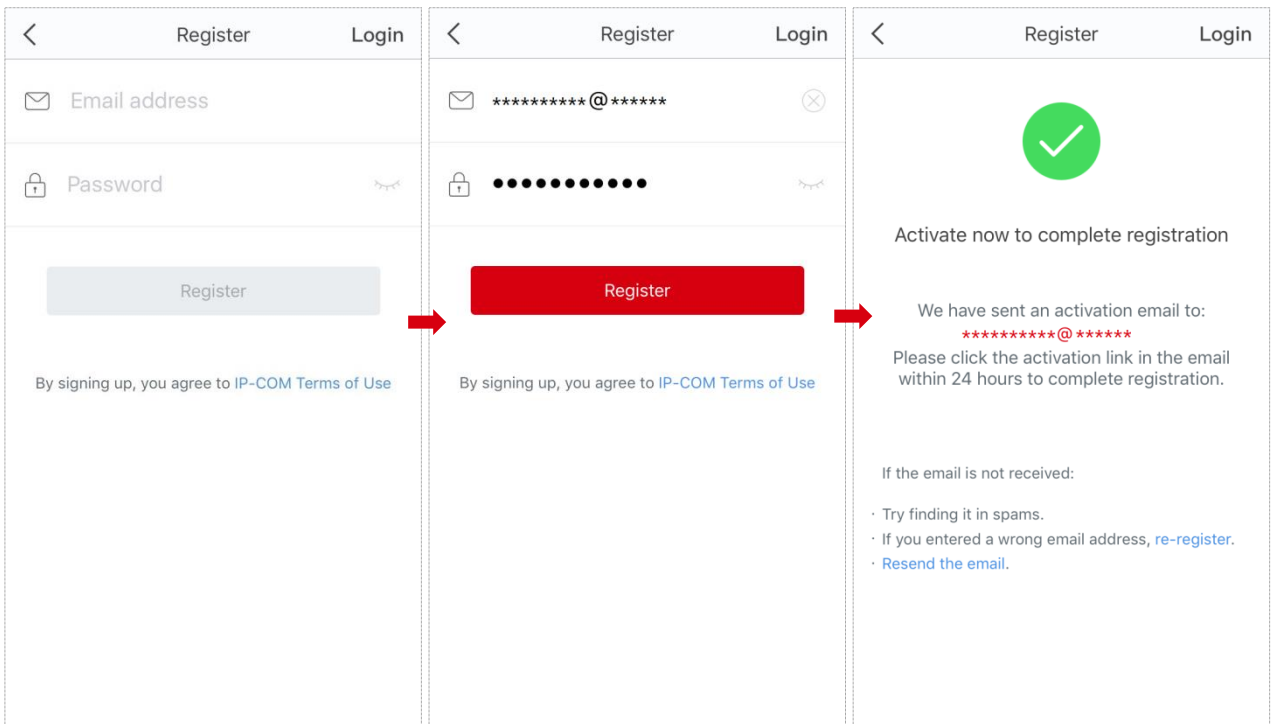 Register Login
Email address
Password
Register
By signing up, you agree to IP-COM Terms of Use
Register Login
**********@******
●●●●●●●●●●●
Register
By signing up, you agree to IP-COM Terms of Use
Register Login
Activate now to complete registration
We have sent an activation email to:
**********@******
Please click the activation link in the email
within 24 hours to complete registration.
If the email is not received:
· Try finding it in spams.
· If you entered a wrong email address, re-register.
· Resend the email.